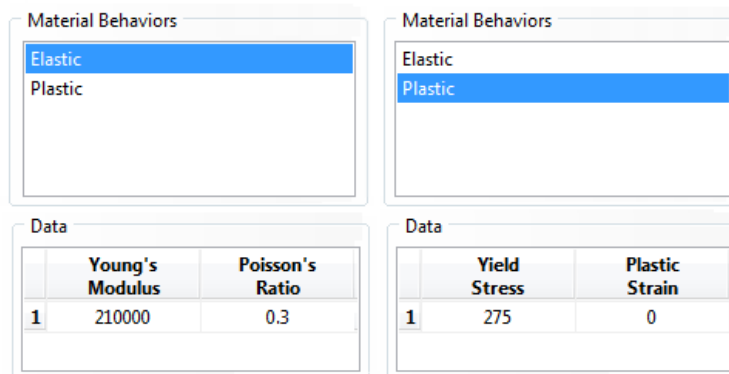 Material Behaviors
Elastic
Plastic
Data
Young's Modulus Poisson's Ratio
1 210000 0.3
Material Behaviors
Elastic
Plastic
Data
Yield Stress Plastic Strain
1 275 0